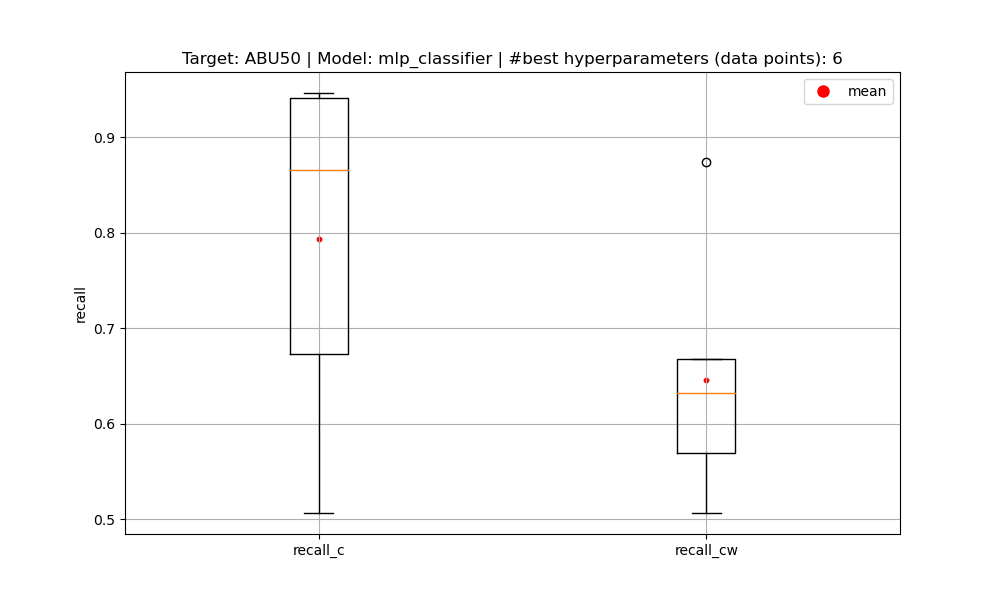 Target: ABU50 | Model: mlp_classifier | #best hyperparameters (data points): 6
mean
0.9
0.8
0.7
0.6
0.5
recall
recall_c
recall_cw